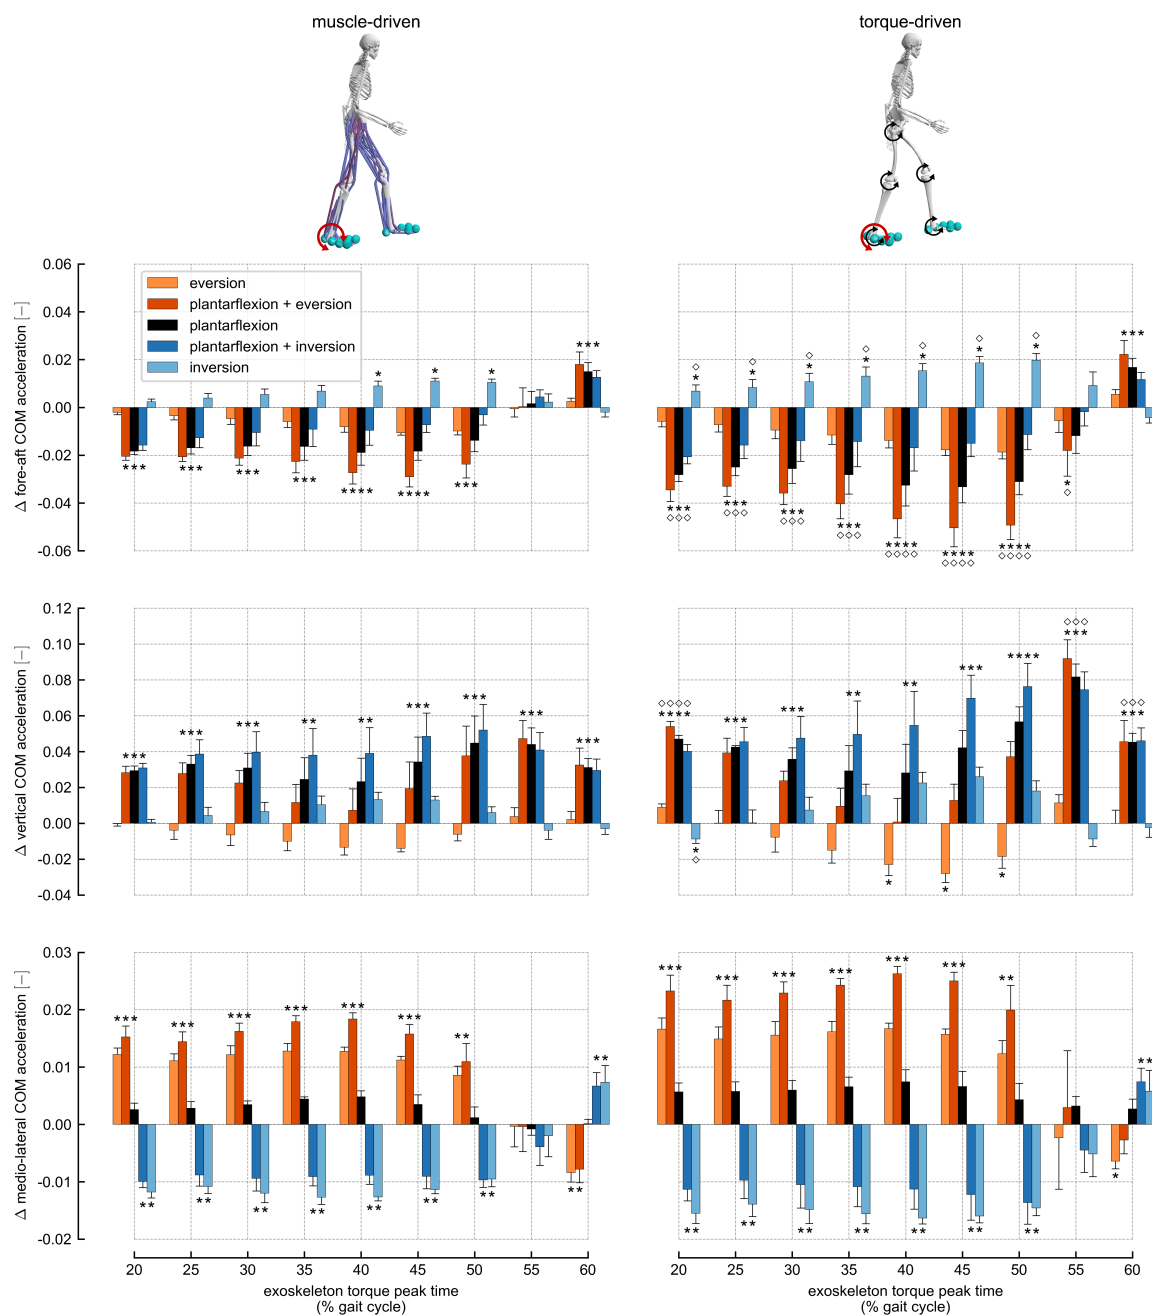 muscle-driven
torque-driven
Δ fore-aft COM acceleration [−]
0.06
0.04
0.02
0.00
-0.02
-0.04
-0.06
eversion
plantarflexion + eversion
plantarflexion
plantarflexion + inversion
inversion
Δ vertical COM acceleration [−]
0.12
0.10
0.08
0.06
0.04
0.02
0.00
-0.02
-0.04
Δ medio-lateral COM acceleration [−]
0.03
0.02
0.01
0.00
-0.01
-0.02
20 25 30 35 40 45 50 55 60
exoskeleton torque peak time
(% gait cycle)
20 25 30 35 40 45 50 55 60
exoskeleton torque peak time
(% gait cycle)